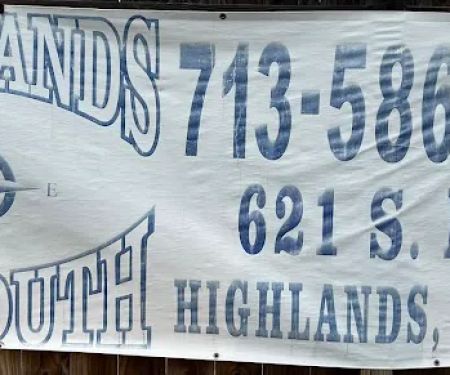 ANDS
713-586
E
621 S.
OUTH
HIGHLANDS,